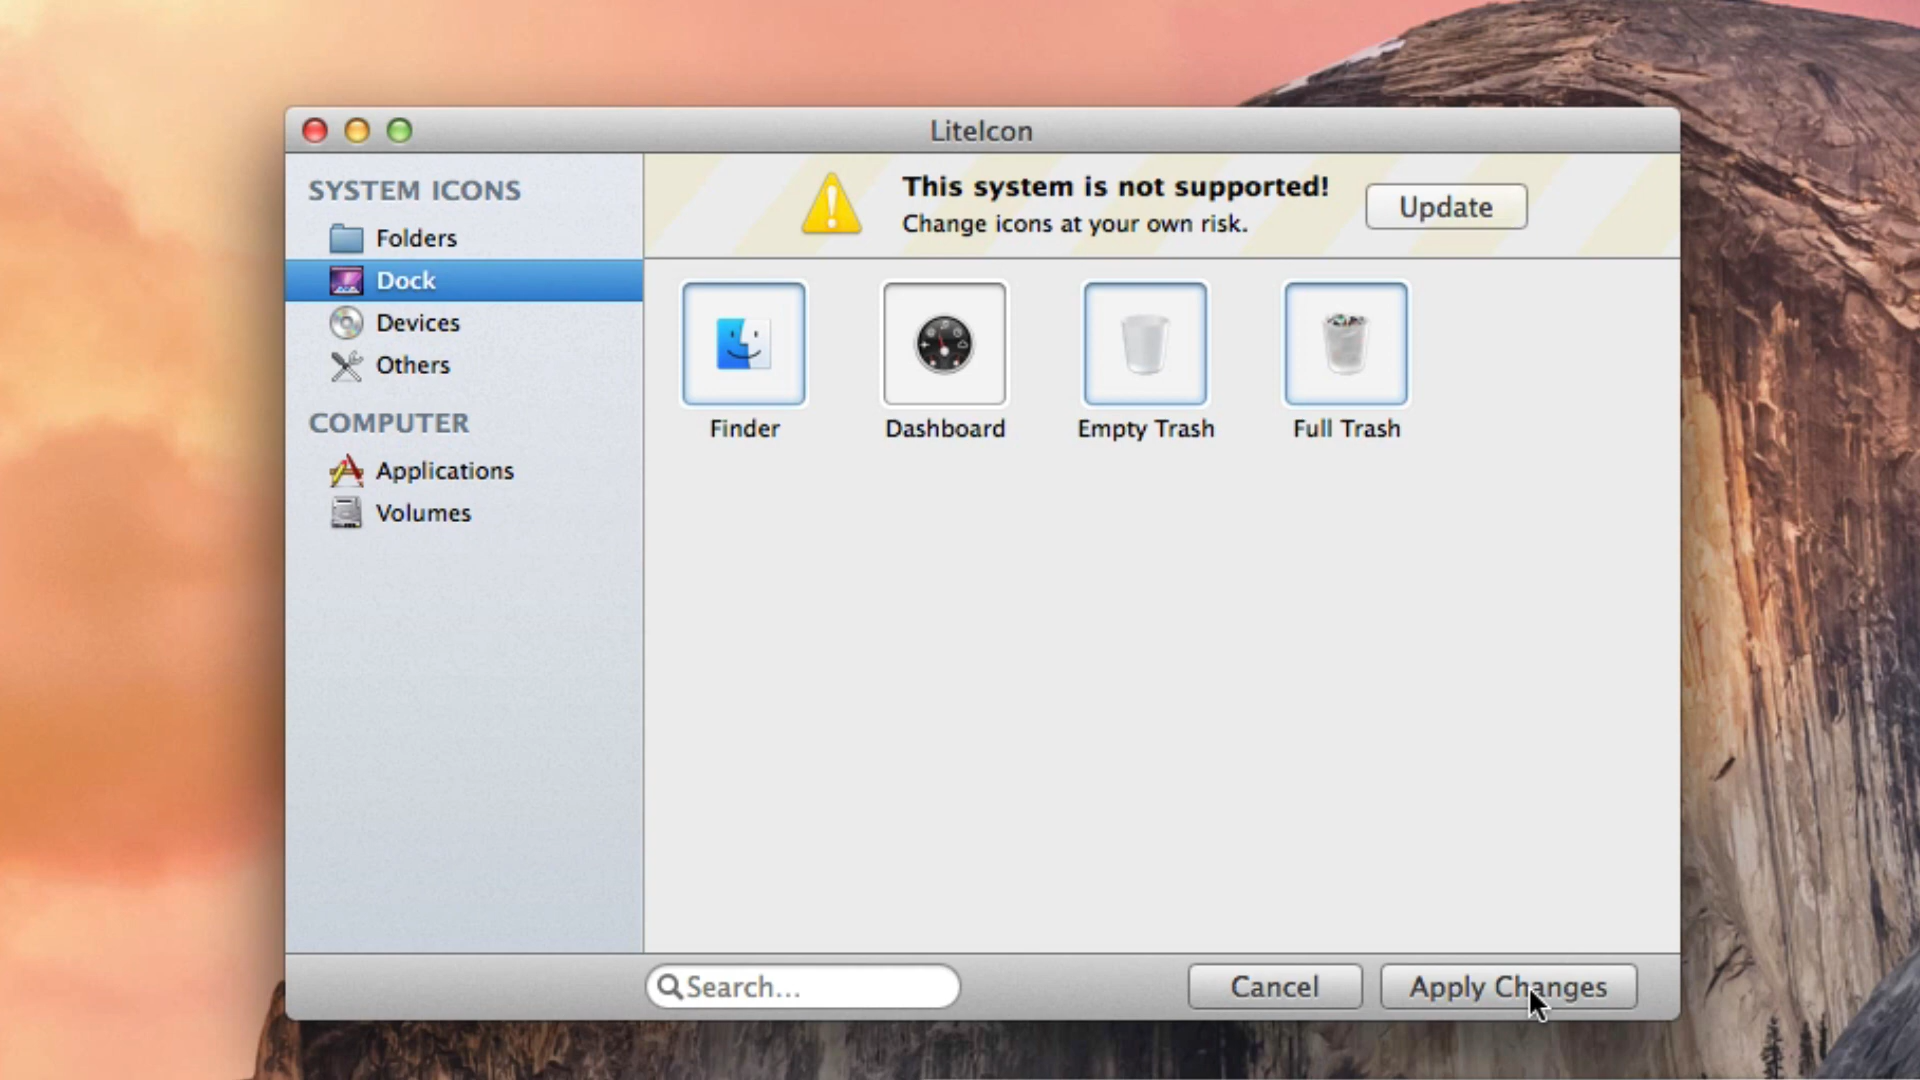 LiteIcon
SYSTEM ICONS
Folders
Dock
Devices
Others
COMPUTER
Applications
Volumes
This system is not supported!
Change icons at your own risk.
Update
Finder
Dashboard
Empty Trash
Full Trash
Search...
Cancel
Apply Changes